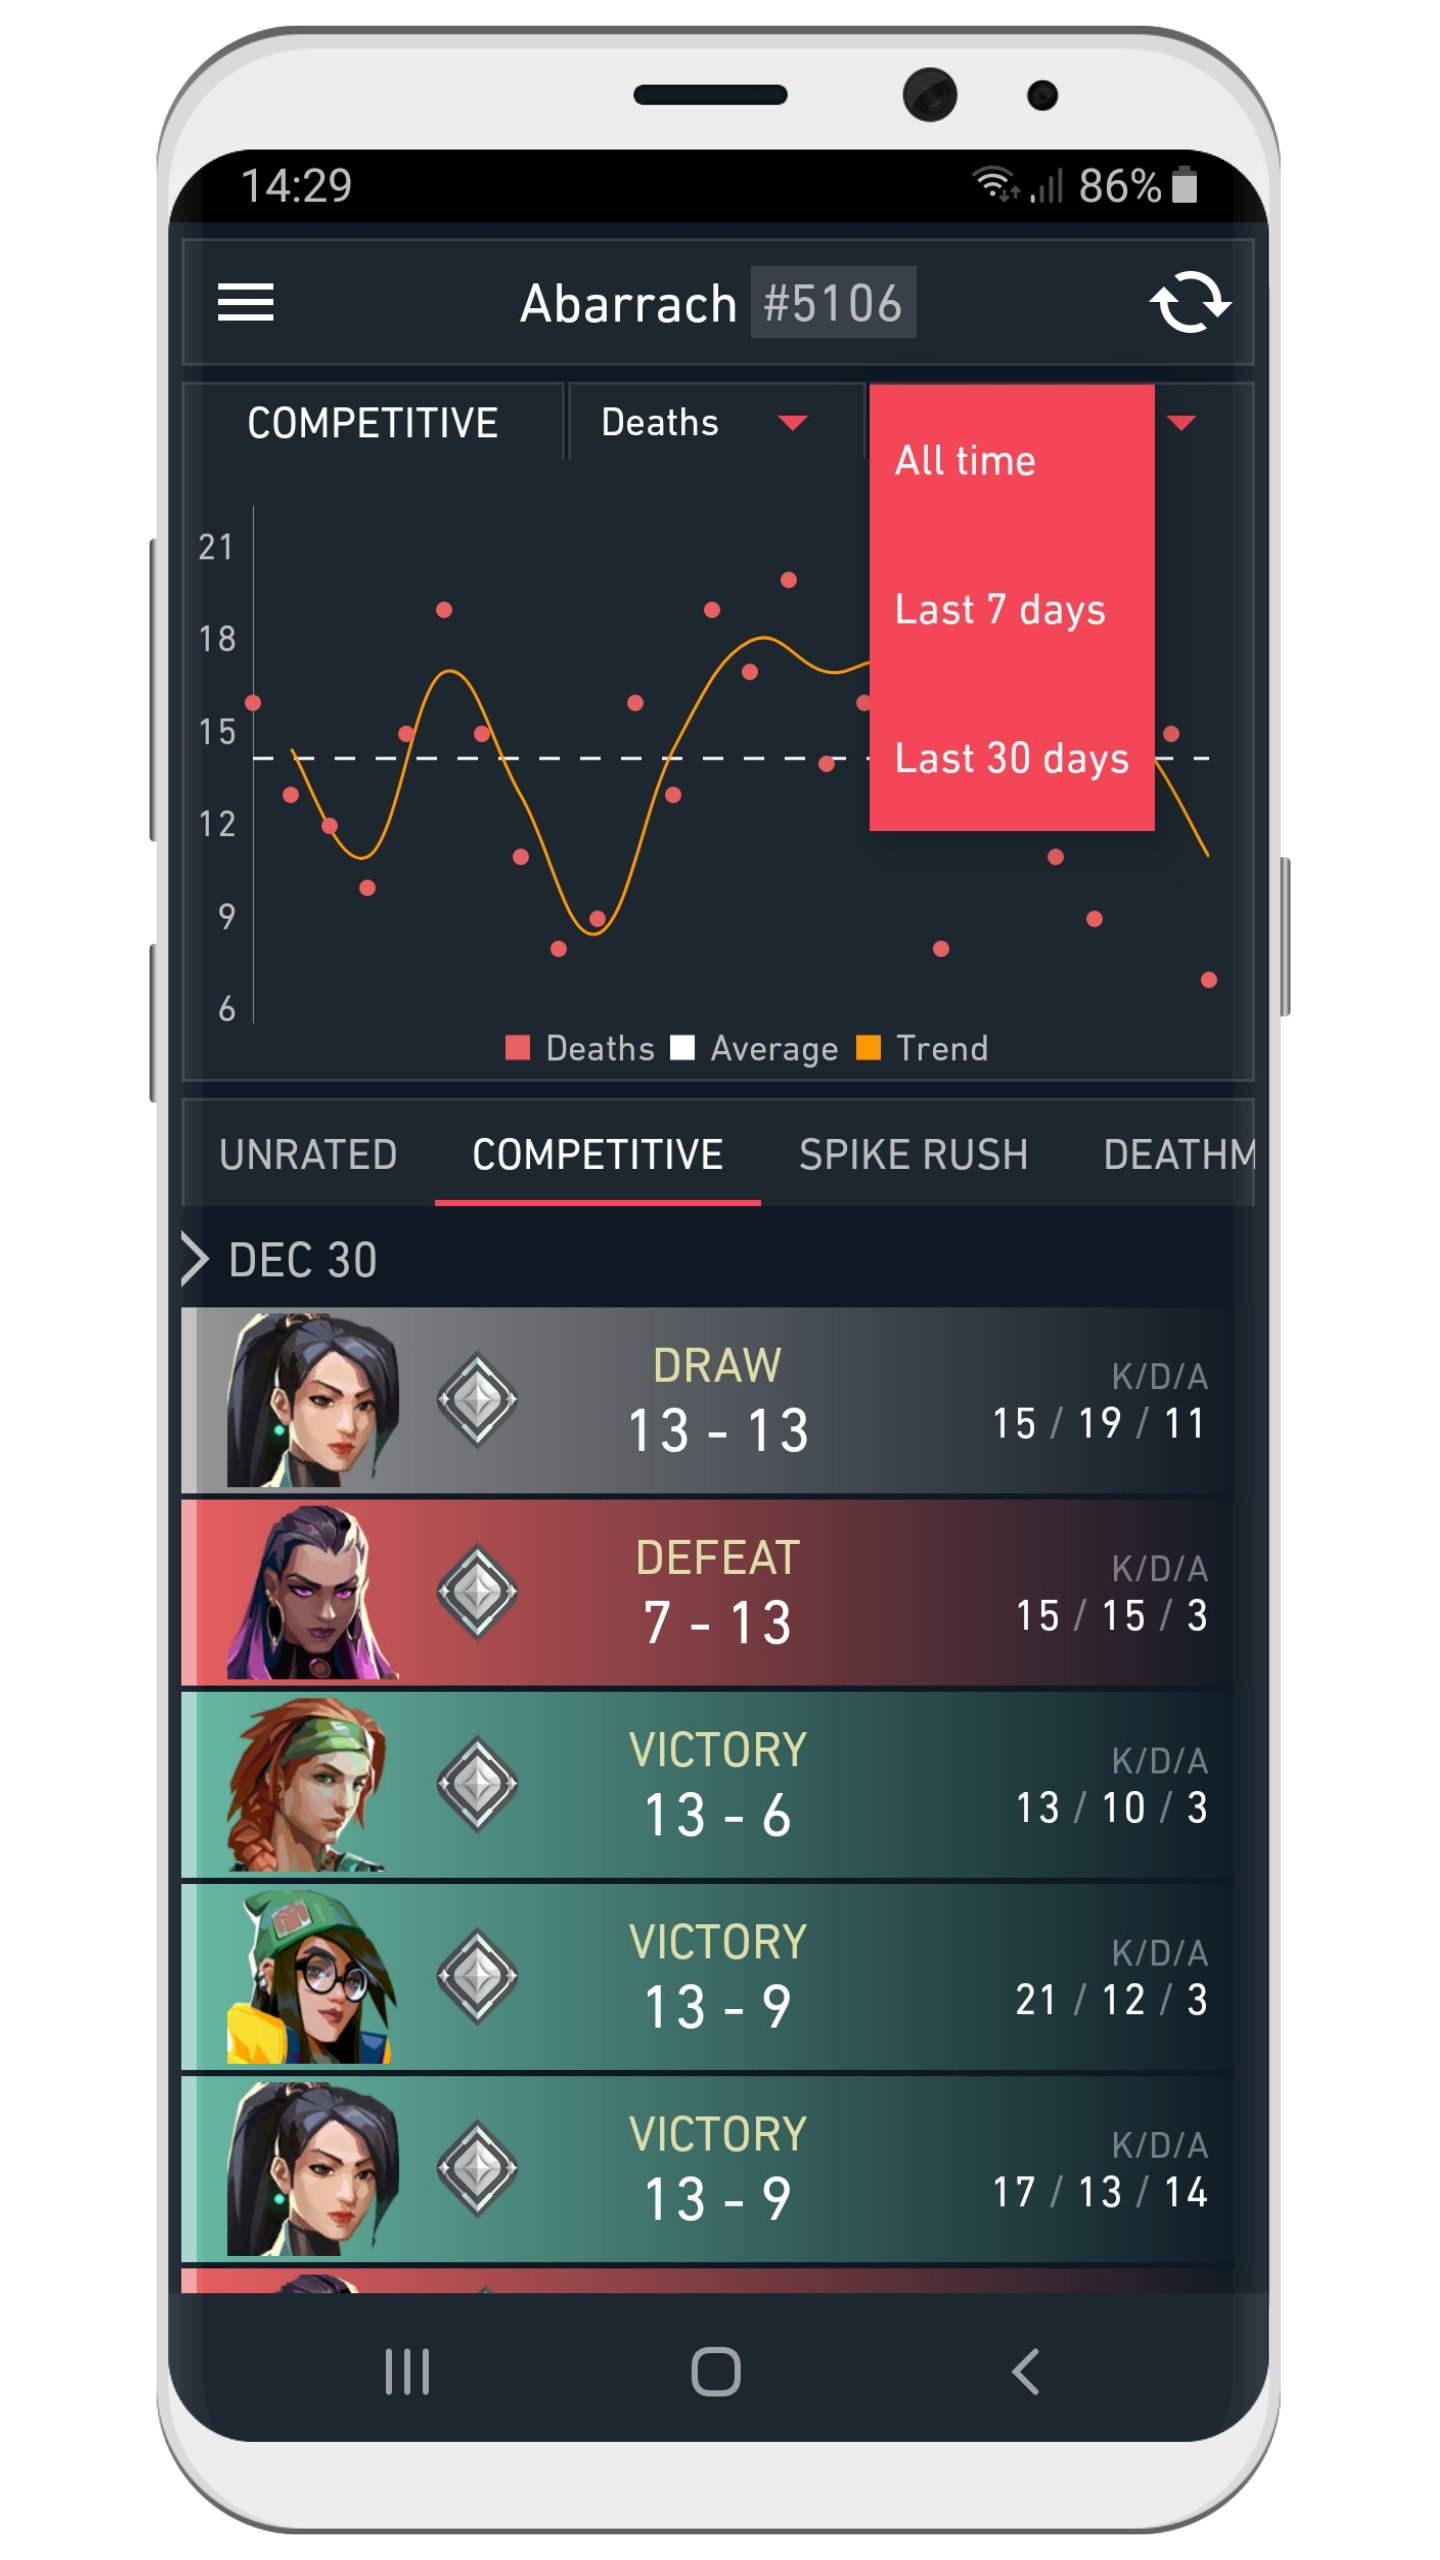 14:29 86%
Abarrach #5106
COMPETITIVE Deaths
All time
Last 7 days
Last 30 days
21
18
15
12
9
6
Deaths Average Trend
UNRATED COMPETITIVE SPIKE RUSH DEATHM
DEC 30
DRAW
13 - 13
K/D/A
15 / 19 / 11
DEFEAT
7 - 13
K/D/A
15 / 15 / 3
VICTORY
13 - 6
K/D/A
13 / 10 / 3
VICTORY
13 - 9
K/D/A
21 / 12 / 3
VICTORY
13 - 9
K/D/A
17 / 13 / 14